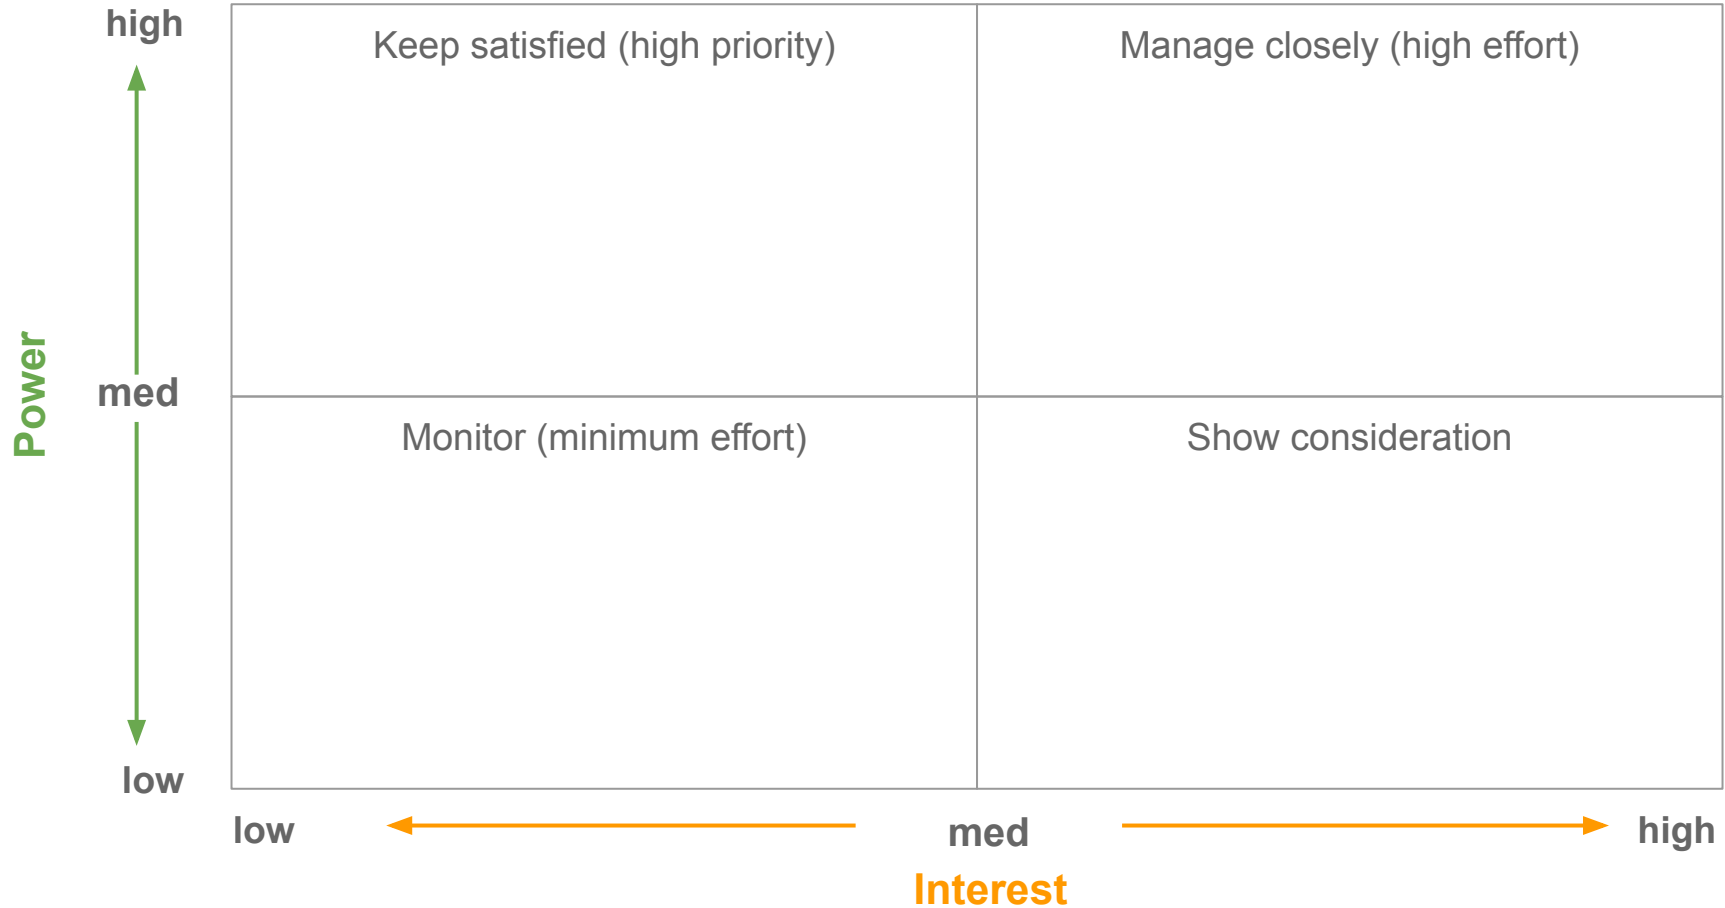 high
Keep satisfied (high priority)
Manage closely (high effort)
Power
med
Monitor (minimum effort)
Show consideration
low
low
med
high
Interest